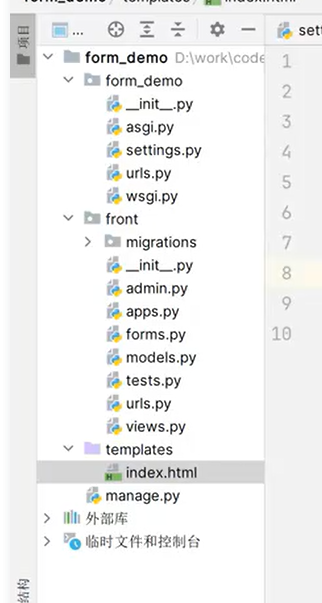 form_demo templates index.html
项目
... sett
form_demo D:\work\code
form_demo
__init__.py
asgi.py
settings.py
urls.py
wsgi.py
front
migrations
__init__.py
admin.py
apps.py
forms.py
models.py
tests.py
urls.py
views.py
templates
index.html
manage.py
外部库
临时文件和控制台
结构
1
2
3
4
5
6
7
8
9
10